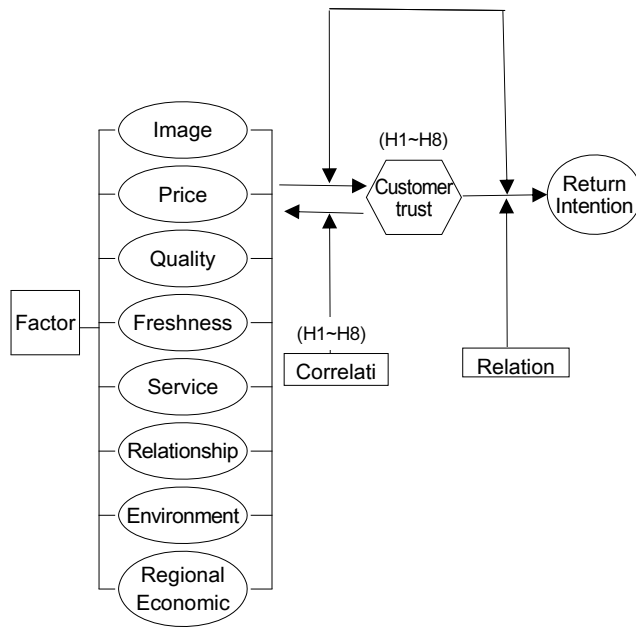 Image
(H1~H8)
Price
Customer
trust
Return
Intention
Quality
Factor
Freshness
(H1~H8)
Correlati
Relation
Service
Relationship
Environment
Regional
Economic